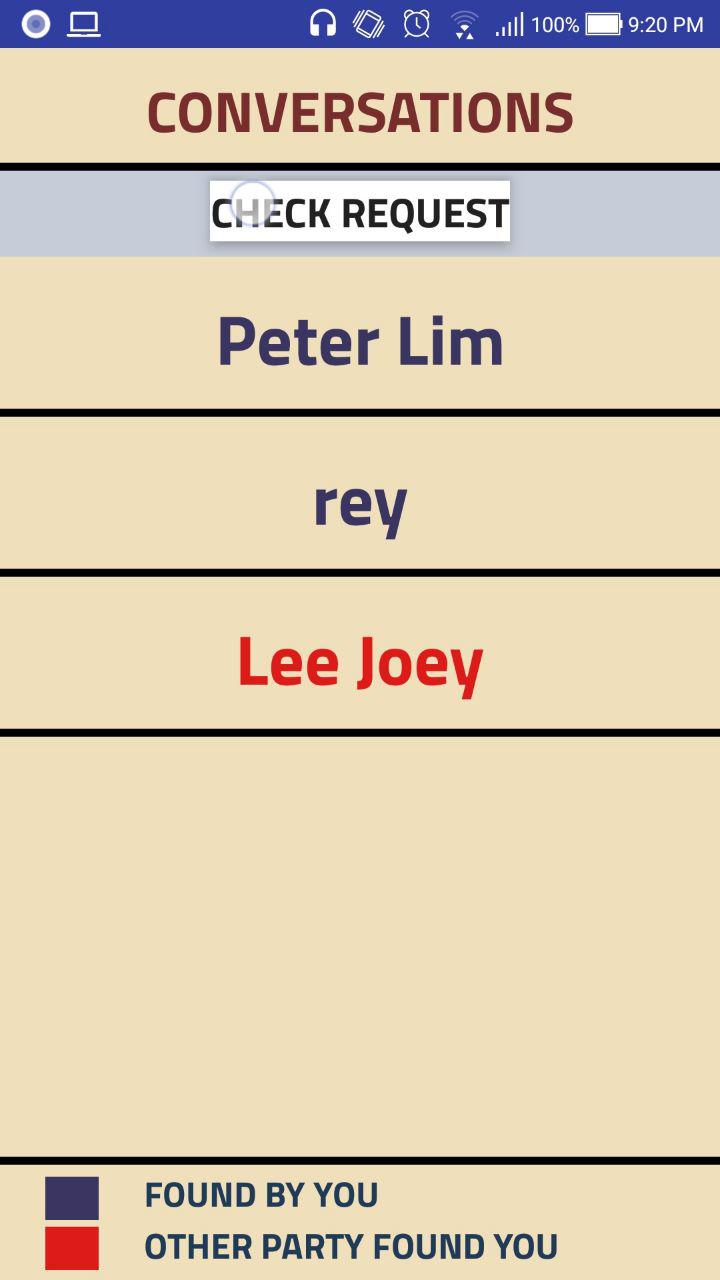 100% 9:20 PM
CONVERSATIONS
CHECK REQUEST
Peter Lim
rey
Lee Joey
FOUND BY YOU
OTHER PARTY FOUND YOU